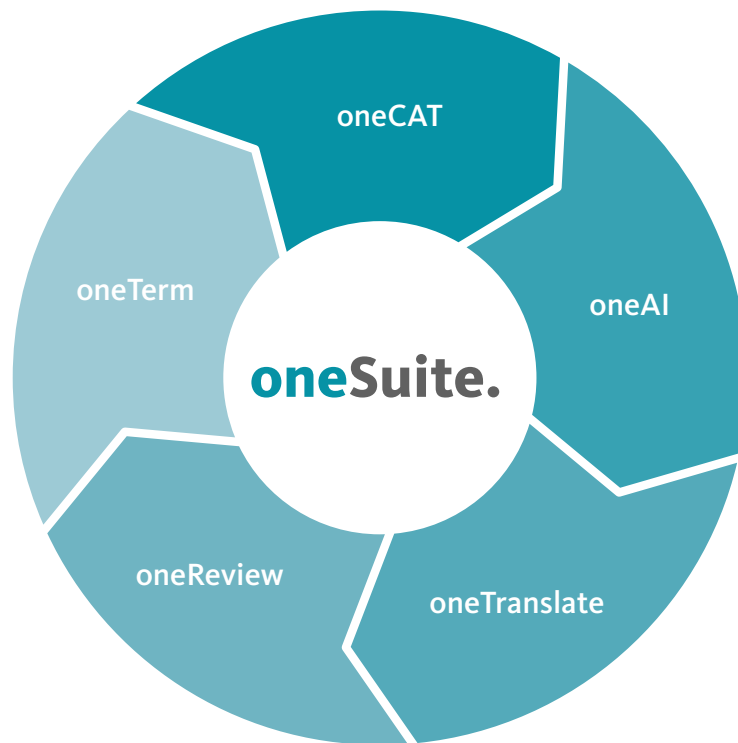 oneCAT
oneAI
oneTranslate
oneReview
oneTerm
oneSuite.